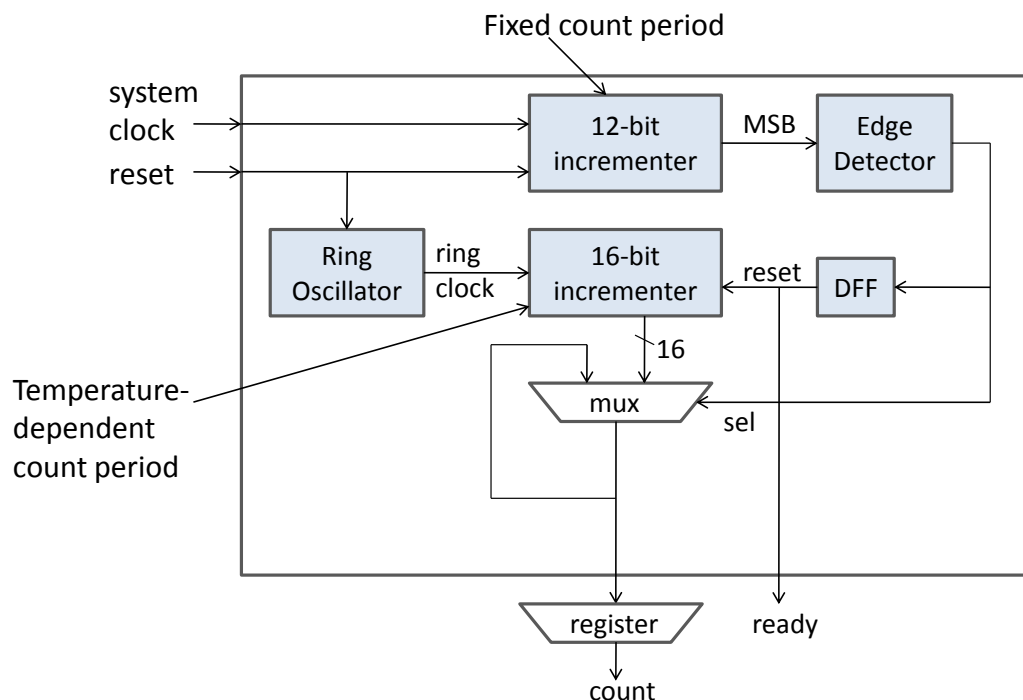 Fixed count period
system
clock
reset
12-bit
incrementer
MSB
Edge
Detector
Ring
Oscillator
ring
clock
16-bit
incrementer
reset
DFF
16
mux
sel
Temperature-
dependent
count period
register
ready
count